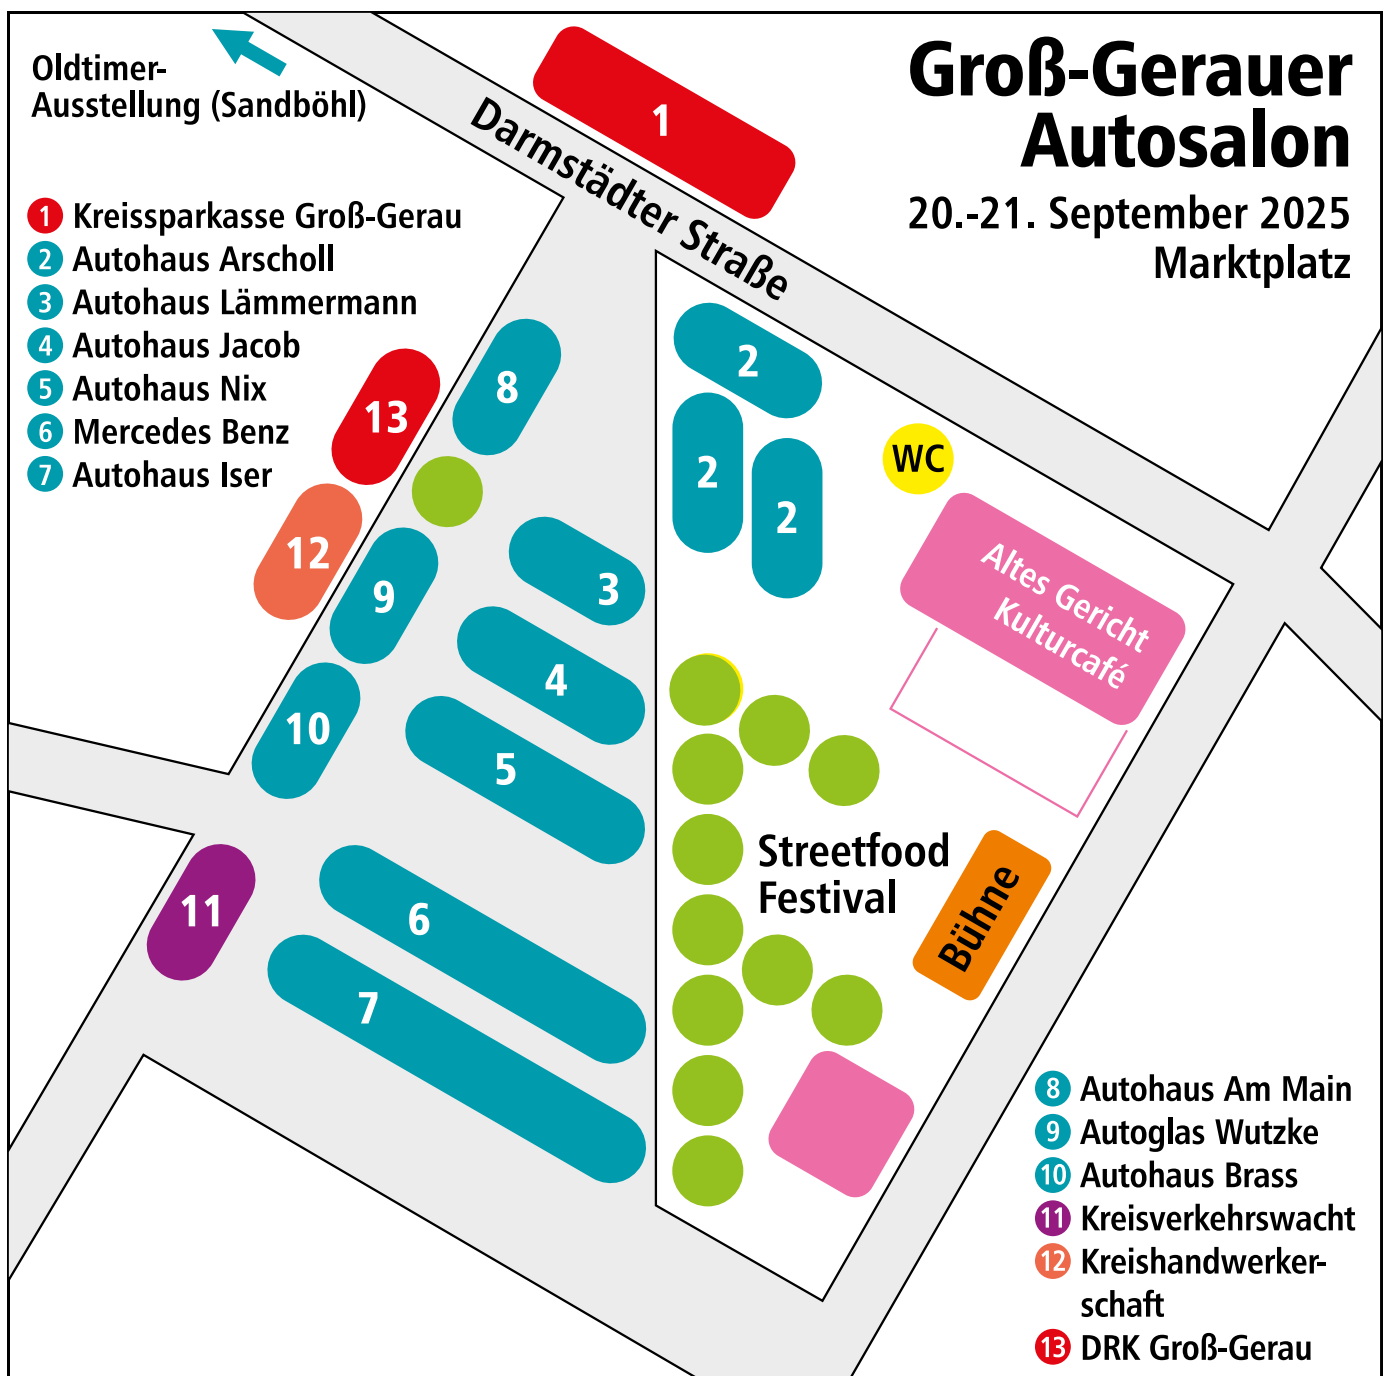 Groß-Gerauer
Autosalon
20.-21. September 2025
Marktplatz
Oldtimer-
Ausstellung (Sandböhl)
1 Kreissparkasse Groß-Gerau
2 Autohaus Arscholl
3 Autohaus Lämmermann
4 Autohaus Jacob
5 Autohaus Nix
6 Mercedes Benz
7 Autohaus Iser
Darmstädter Straße
1
2
2
2
WC
Altes Gericht
Kulturcafé
13
8
12
9
3
10
4
5
11
6
7
Streetfood
Festival
Bühne
8 Autohaus Am Main
9 Autoglas Wutzke
10 Autohaus Brass
11 Kreisverkehrswacht
12 Kreishandwerker-
schaft
13 DRK Groß-Gerau